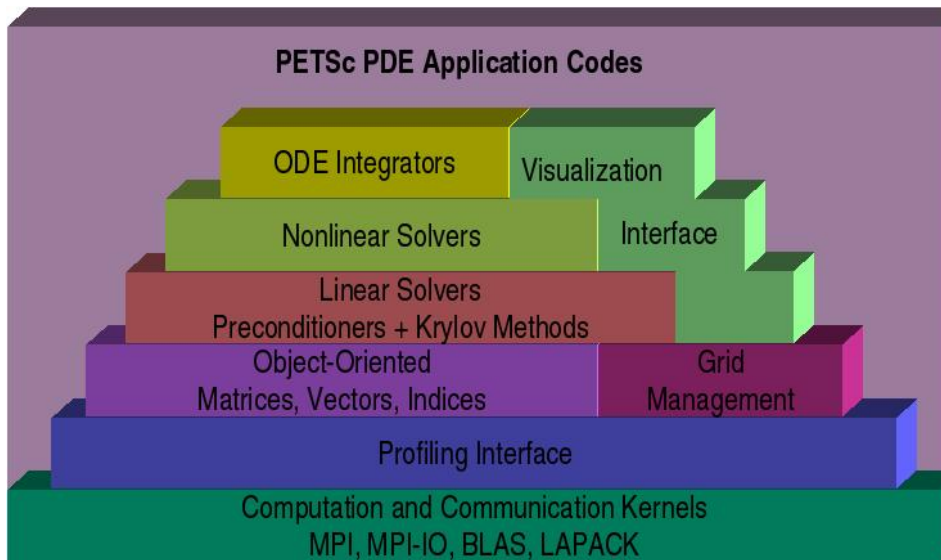 PETSc PDE Application Codes
ODE Integrators
Visualization
Nonlinear Solvers
Interface
Linear Solvers
Preconditioners + Krylov Methods
Object-Oriented
Matrices, Vectors, Indices
Grid
Management
Profiling Interface
Computation and Communication Kernels
MPI, MPI-IO, BLAS, LAPACK